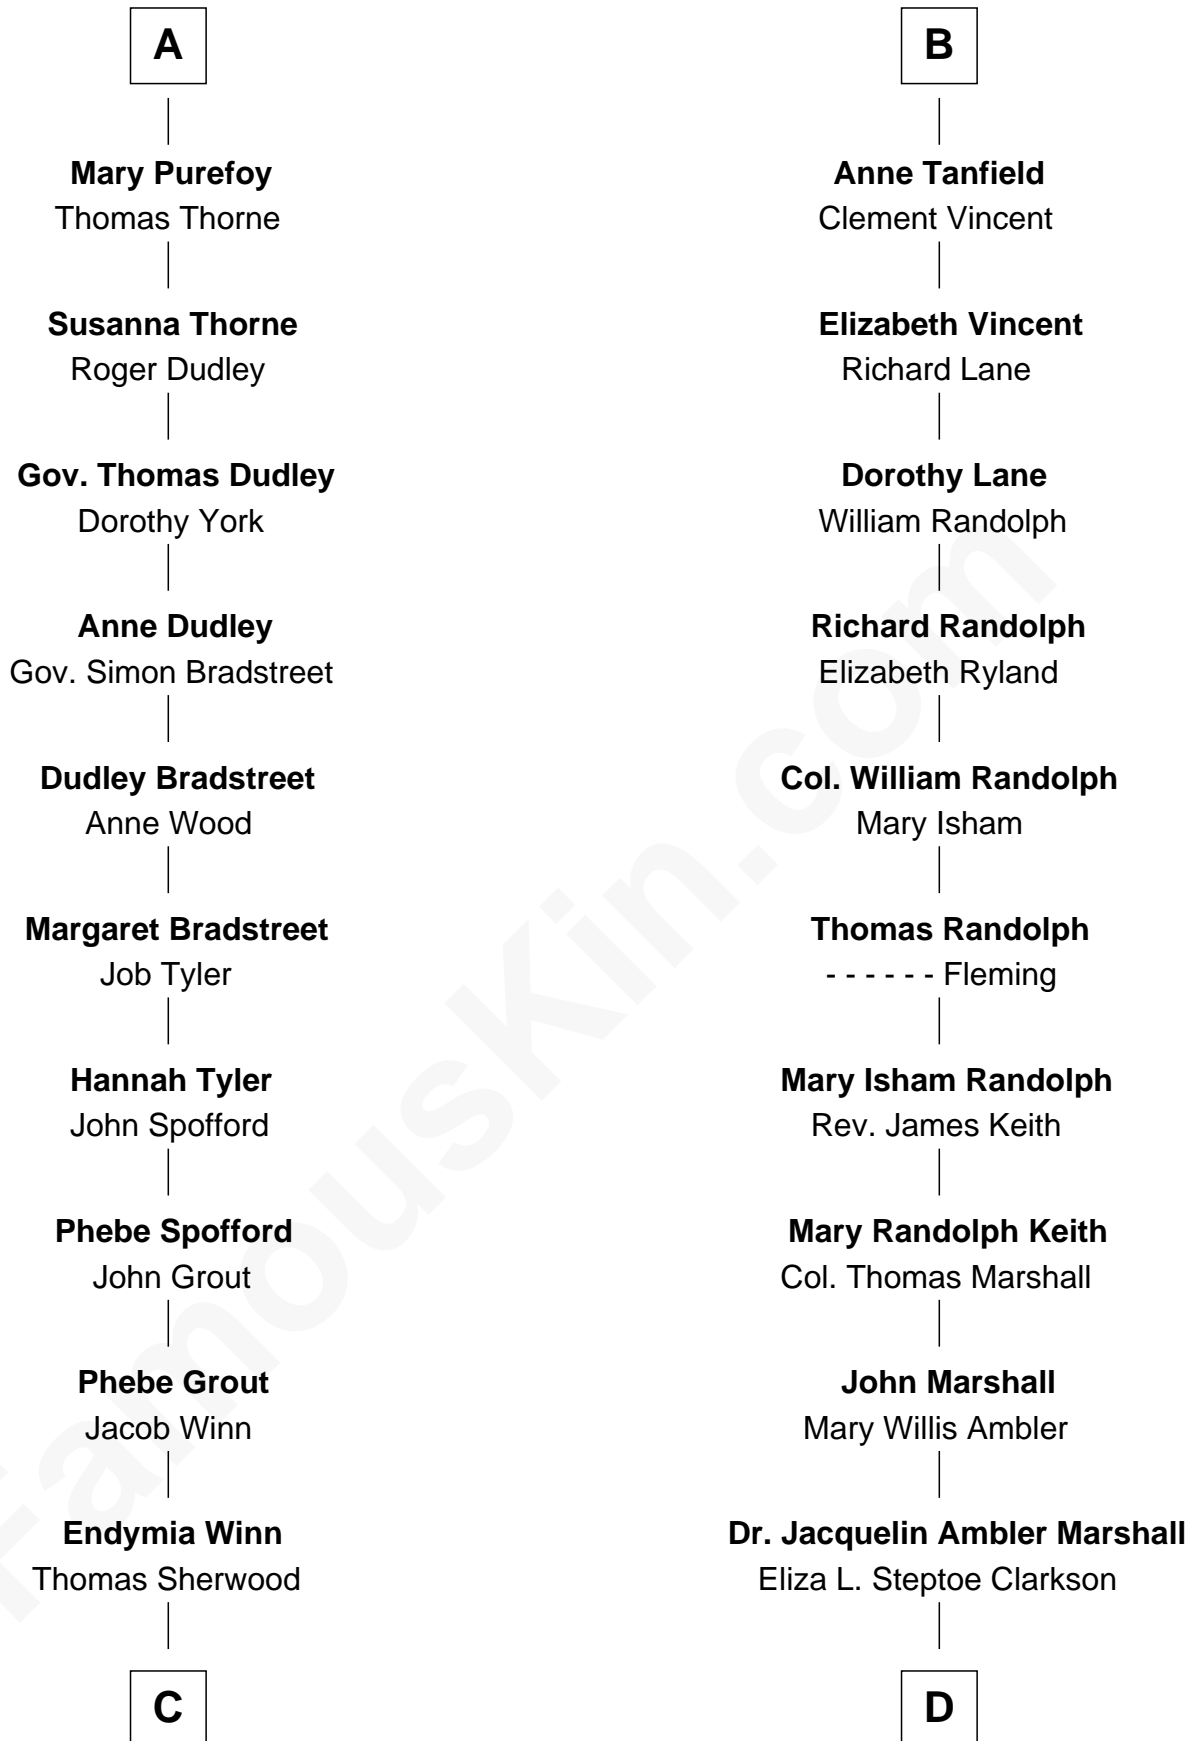 A
Mary Purefoy
Thomas Thorne
Susanna Thorne
Roger Dudley
Gov. Thomas Dudley
Dorothy York
Anne Dudley
Gov. Simon Bradstreet
Dudley Bradstreet
Anne Wood
Margaret Bradstreet
Job Tyler
Hannah Tyler
John Spofford
Phebe Spofford
John Grout
Phebe Grout
Jacob Winn
Endymia Winn
Thomas Sherwood
C
B
Anne Tanfield
Clement Vincent
Elizabeth Vincent
Richard Lane
Dorothy Lane
William Randolph
Richard Randolph
Elizabeth Ryland
Col. William Randolph
Mary Isham
Thomas Randolph
- - - - - - Fleming
Mary Isham Randolph
Rev. James Keith
Mary Randolph Keith
Col. Thomas Marshall
John Marshall
Mary Willis Ambler
Dr. Jacquelin Ambler Marshall
Eliza L. Steptoe Clarkson
D
FamousKin.com